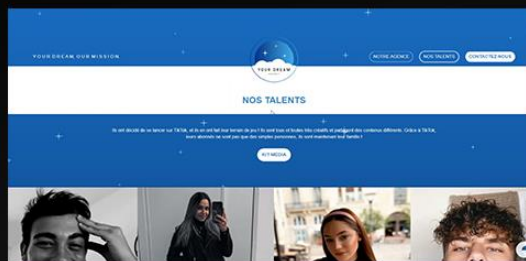 YOUR DREAM, OUR MISSION.
YOUR DREAM
NOTRE AGENCE
NOS TALENTS
CONTACTEZ-NOUS
NOS TALENTS
Ils ont décidé de se lancer sur TikTok, et ils en ont fait leur terrain de jeu ! Ils sont tous et toutes très créatifs et partagent des contenus différents. Grâce à TikTok,
leurs abonnés ne sont pas que des simples personnes, ils sont maintenant leur famille !
KIT MEDIA